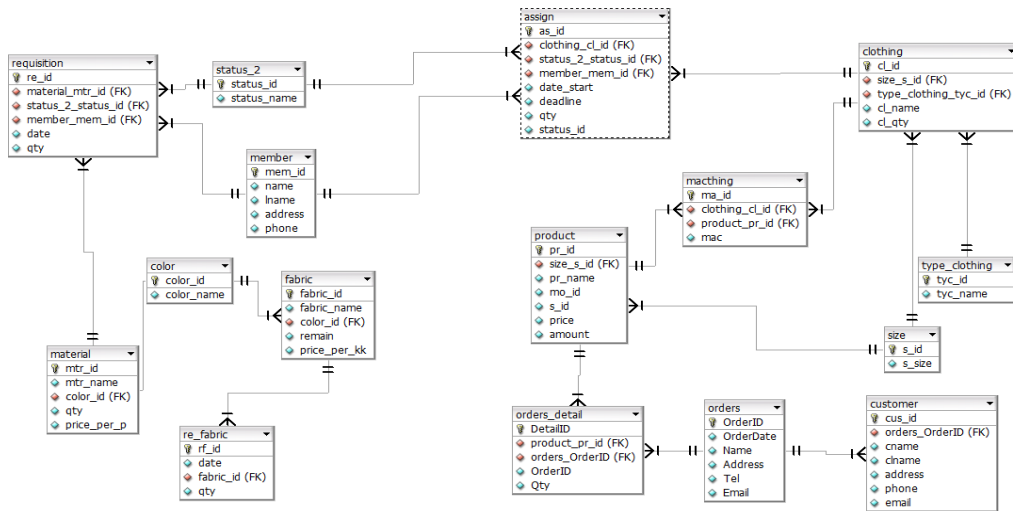 assign
as_id
clothing_cl_id (FK)
status_2_status_id (FK)
member_mem_id (FK)
date_start
deadline
qty
status_id
requisition
re_id
material_mtr_id (FK)
status_2_status_id (FK)
member_mem_id (FK)
date
qty
status_2
status_id
status_name
clothing
cl_id
size_s_id (FK)
type_clothing_tyc_id (FK)
cl_name
cl_qty
member
mem_id
name
lname
address
phone
macthing
ma_id
clothing_cl_id (FK)
product_pr_id (FK)
mac
product
pr_id
size_s_id (FK)
pr_name
mo_id
s_id
price
amount
color
color_id
color_name
fabric
fabric_id
fabric_name
color_id (FK)
remain
price_per_kk
type_clothing
tyc_id
tyc_name
size
s_id
s_size
material
mtr_id
mtr_name
color_id (FK)
qty
price_per_p
re_fabric
rf_id
date
fabric_id (FK)
qty
orders_detail
DetailID
product_pr_id (FK)
orders_OrderID (FK)
OrderID
Qty
orders
OrderID
OrderDate
Name
Address
Tel
Email
customer
cus_id
orders_OrderID (FK)
cname
clname
address
phone
email